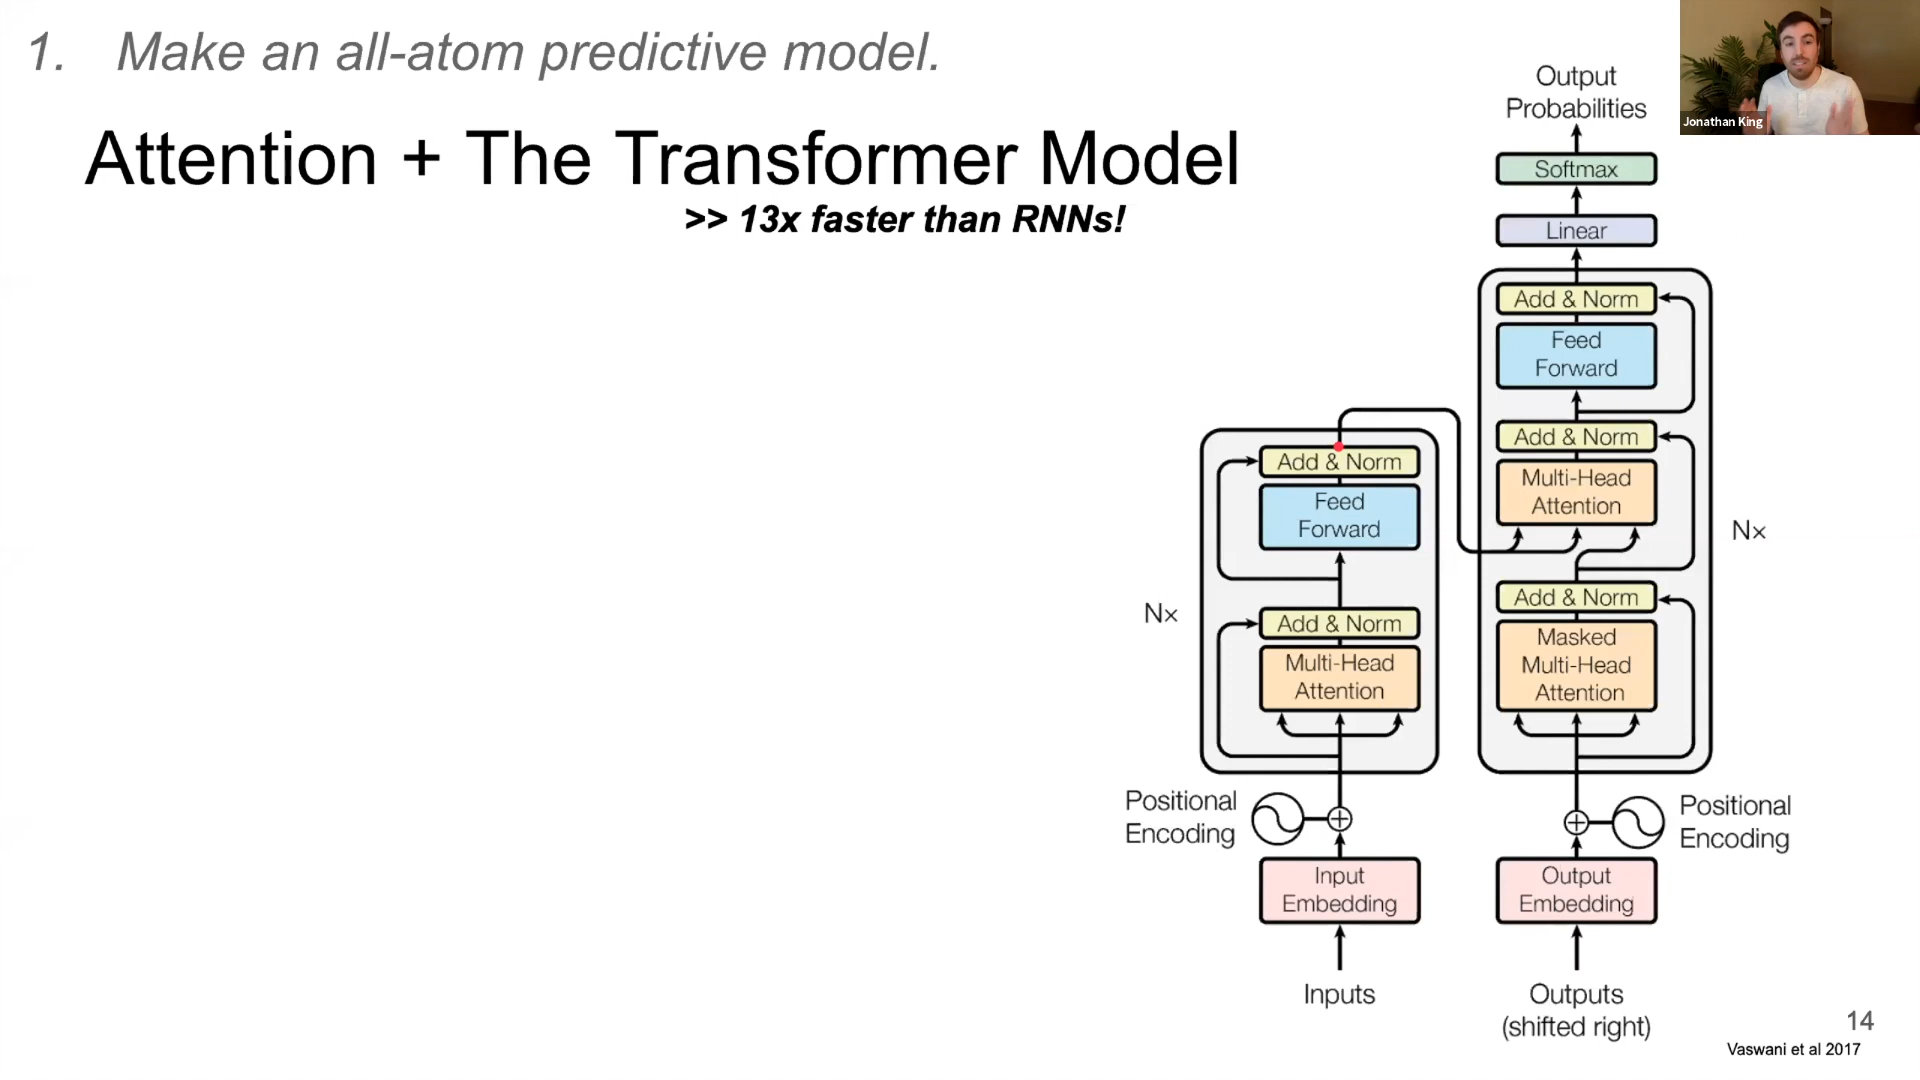 1. Make an all-atom predictive model.
Attention + The Transformer Model
>> 13x faster than RNNs!
Jonathan King
Output
Probabilities
Softmax
Linear
Add & Norm
Feed
Forward
Add & Norm
Multi-Head
Attention
Nx
Add & Norm
Masked
Multi-Head
Attention
Positional
Encoding
Output
Embedding
Outputs
(shifted right)
Add & Norm
Feed
Forward
Nx
Add & Norm
Multi-Head
Attention
Positional
Encoding
Input
Embedding
Inputs
14
Vaswani et al 2017